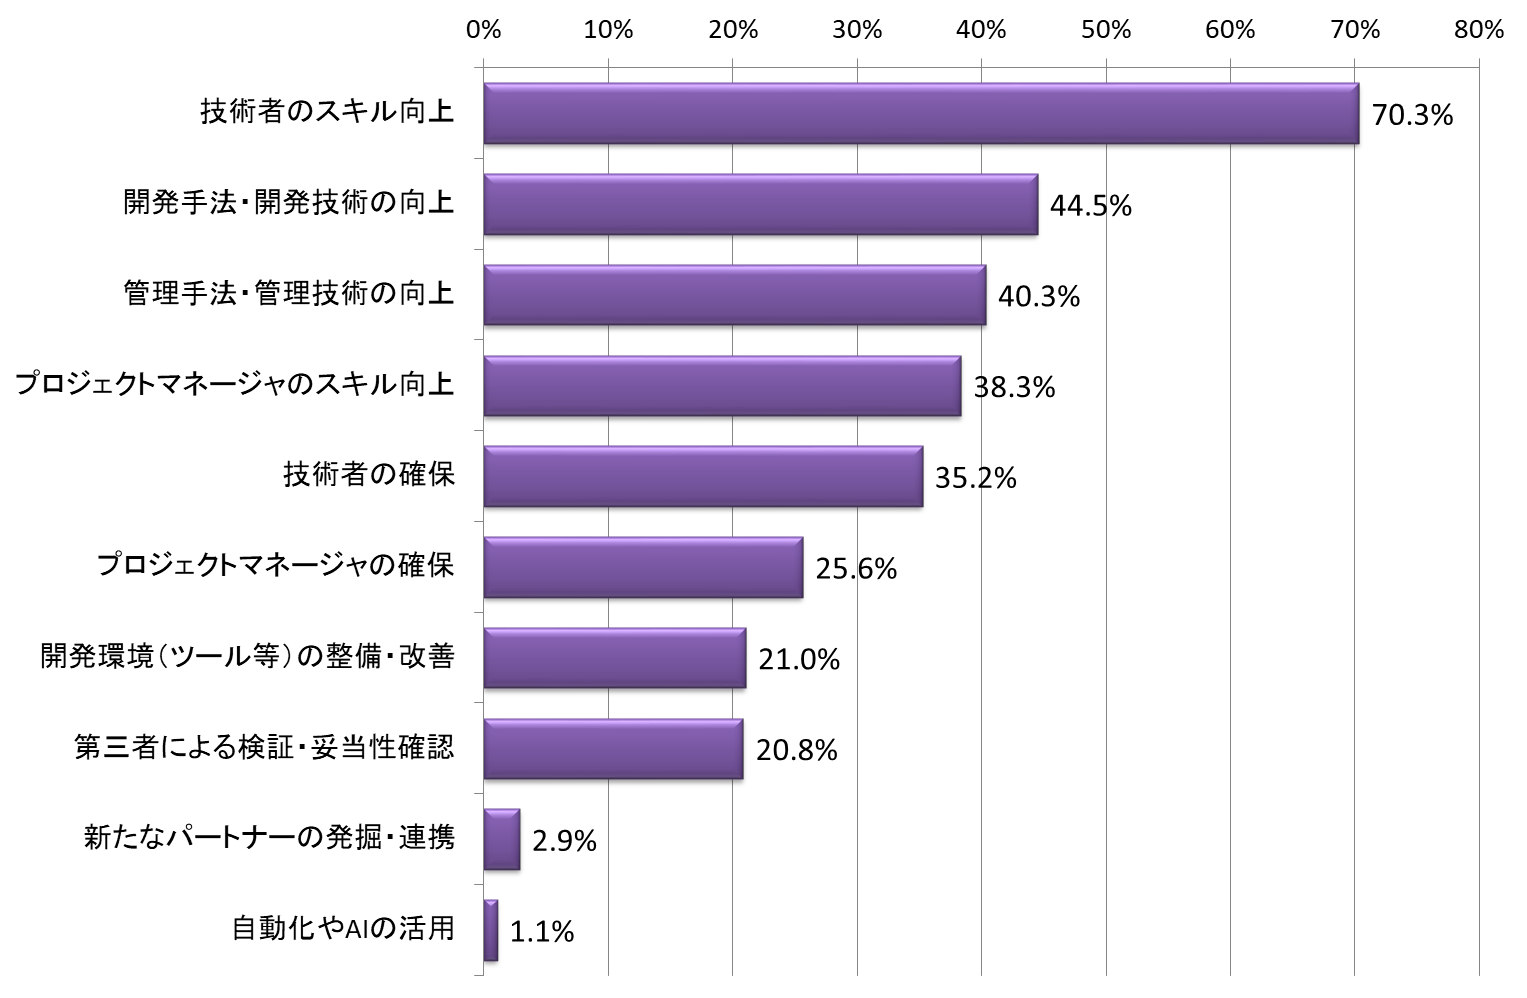 0% 10% 20% 30% 40% 50% 60% 70% 80%
技術者のスキル向上 70.3%
開発手法・開発技術の向上 44.5%
管理手法・管理技術の向上 40.3%
プロジェクトマネージャのスキル向上 38.3%
技術者の確保 35.2%
プロジェクトマネージャの確保 25.6%
開発環境（ツール等）の整備・改善 21.0%
第三者による検証・妥当性確認 20.8%
新たなパートナーの発掘・連携 2.9%
自動化やAIの活用 1.1%